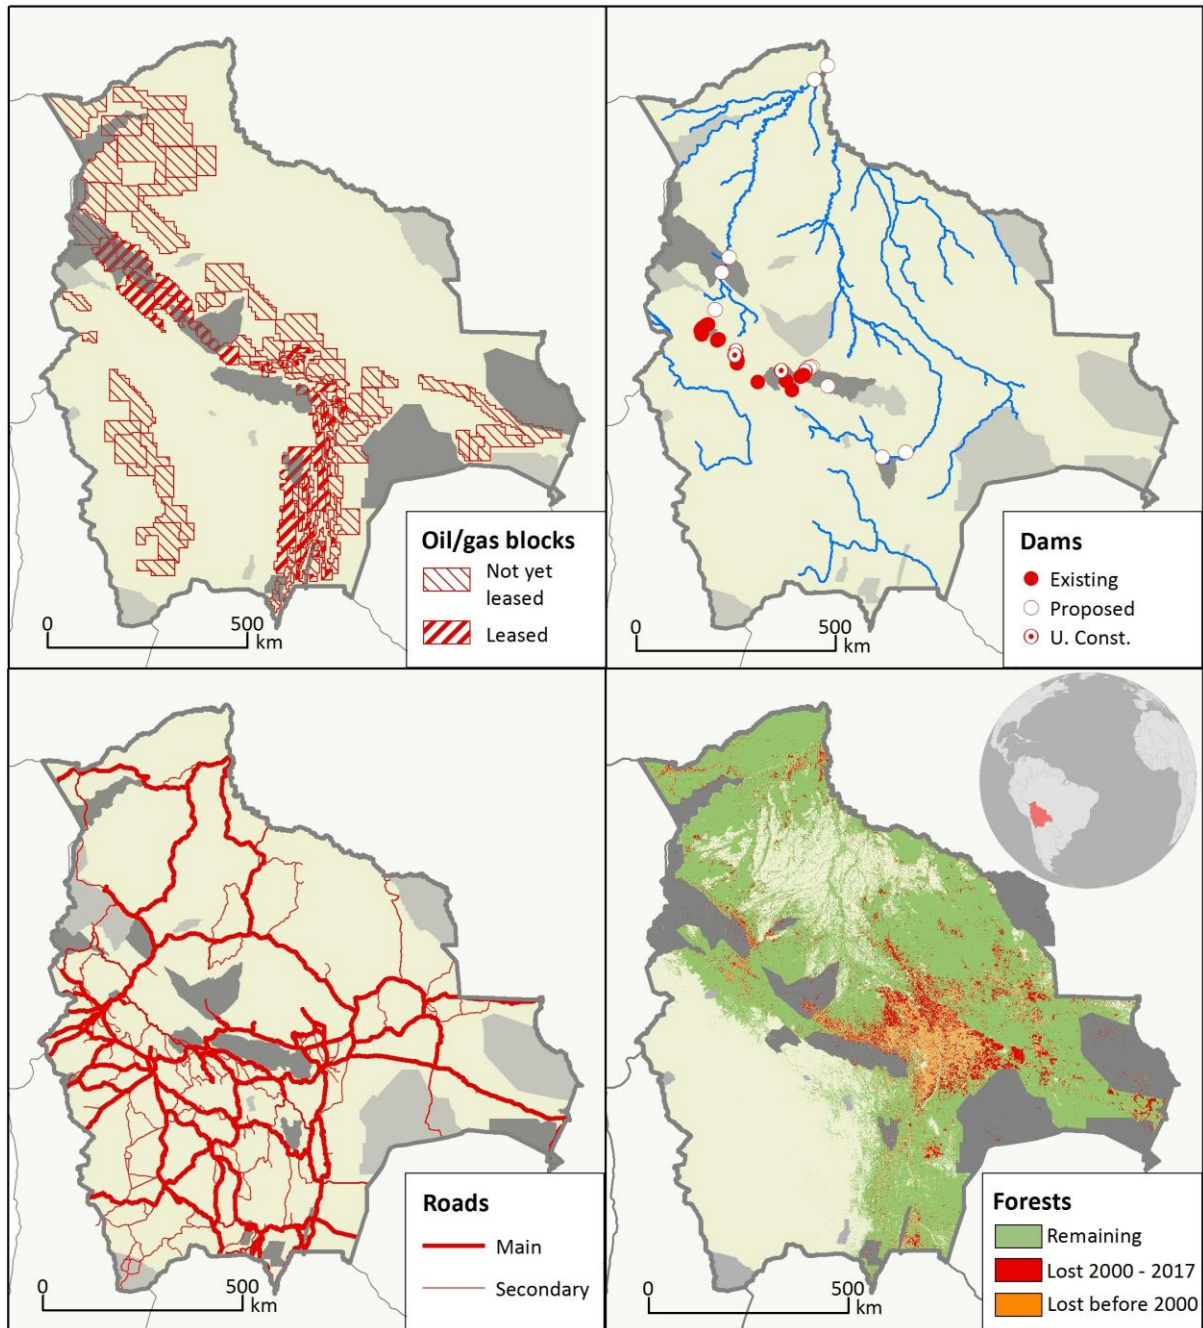 Oil/gas blocks
Not yet
leased
Leased
0
500
km
Dams
Existing
Proposed
U. Const.
0
500
km
Roads
Main
Secondary
0
500
km
Forests
Remaining
Lost 2000 - 2017
Lost before 2000
0
500
km